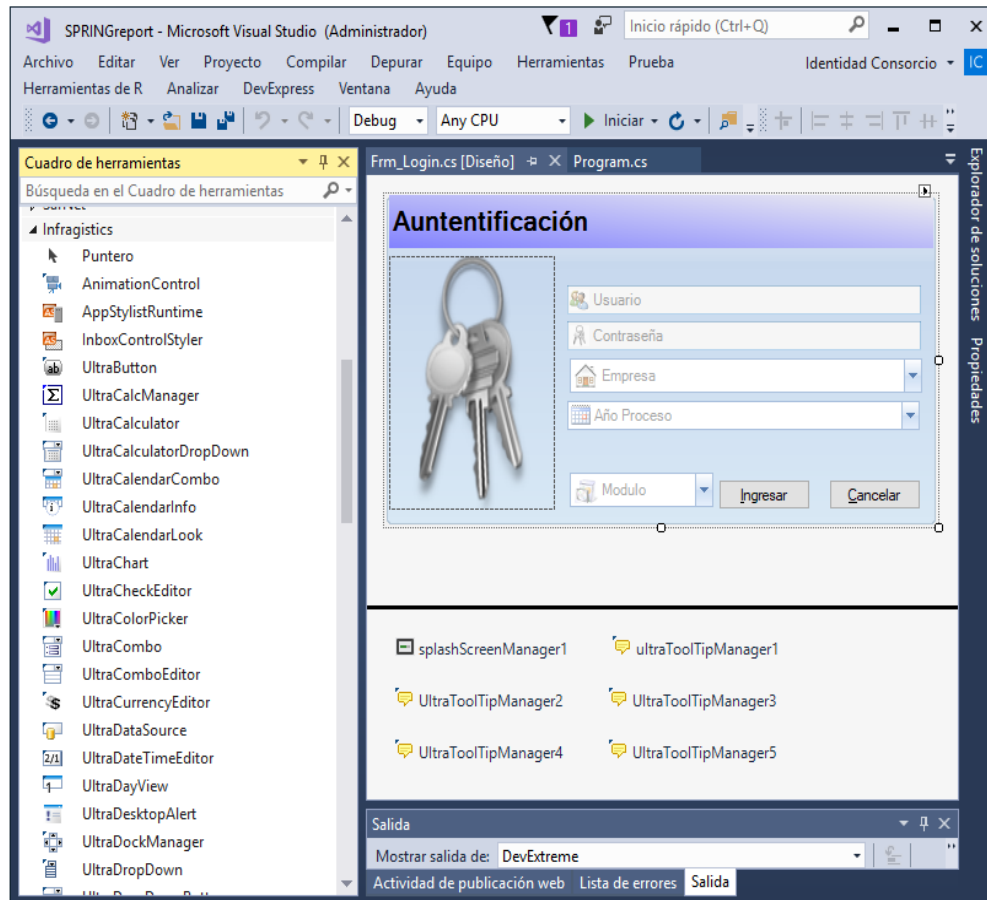 SPRINGreport - Microsoft Visual Studio (Administrador)
1
Inicio rápido (Ctrl+Q)
Archivo Editar Ver Proyecto Compilar Depurar Equipo Herramientas Prueba
Identidad Consorcio IC
Herramientas de R Analizar DevExpress Ventana Ayuda
Debug Any CPU Iniciar
Cuadro de herramientas
Búsqueda en el Cuadro de herramientas
Infragistics
Puntero
AnimationControl
AppStylistRuntime
InboxControlStyler
UltraButton
UltraCalcManager
UltraCalculator
UltraCalculatorDropDown
UltraCalendarCombo
UltraCalendarInfo
UltraCalendarLook
UltraChart
UltraCheckEditor
UltraColorPicker
UltraCombo
UltraComboEditor
UltraCurrencyEditor
UltraDataSource
UltraDateTimeEditor
UltraDayView
UltraDesktopAlert
UltraDockManager
UltraDropDown
Frm_Login.cs [Diseño] Program.cs
Auntentificación
Usuario
Contraseña
Empresa
Año Proceso
Modulo
Ingresar Cancelar
splashScreenManager1 ultraToolTipManager1
UltraToolTipManager2 UltraToolTipManager3
UltraToolTipManager4 UltraToolTipManager5
Salida
Mostrar salida de: DevExtreme
Actividad de publicación web Lista de errores Salida
Explorador de soluciones
Propiedades